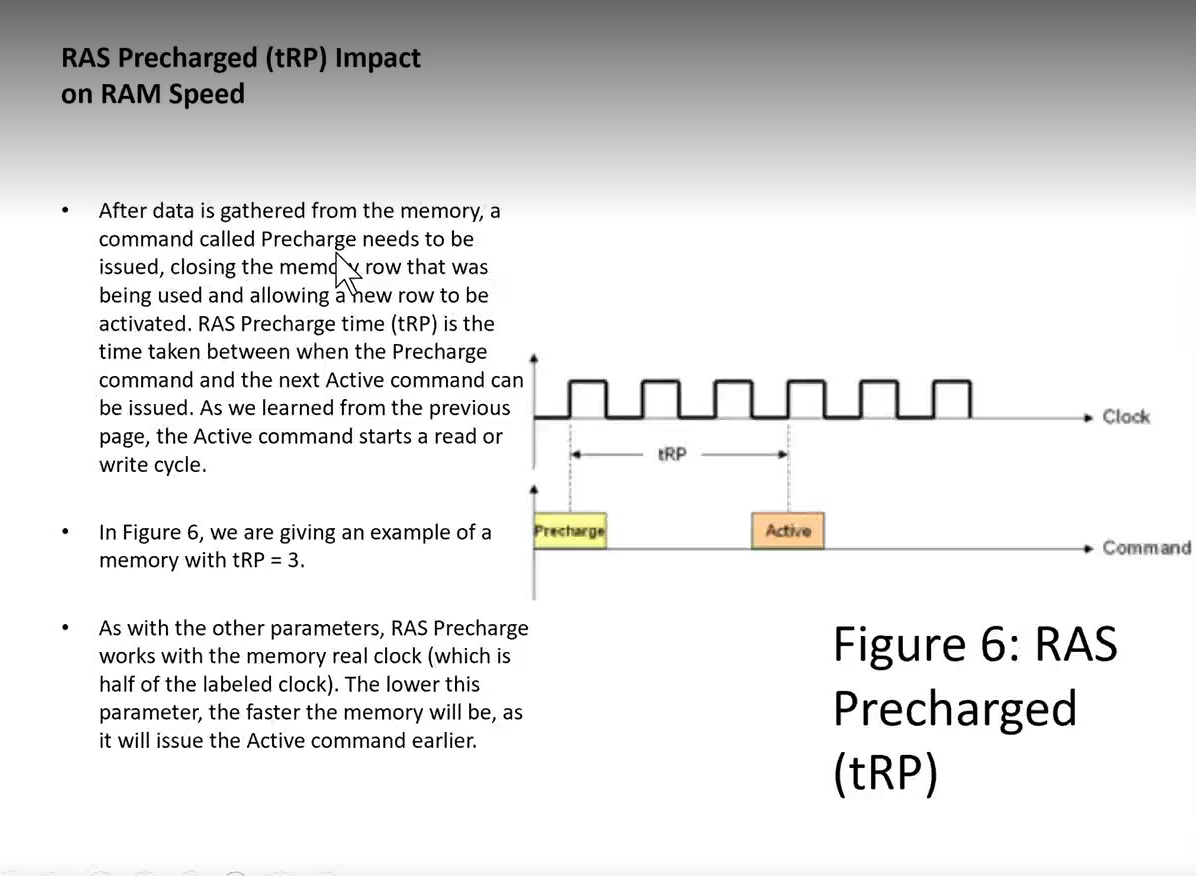 RAS Precharged (tRP) Impact
on RAM Speed
• After data is gathered from the memory, a
command called Precharge needs to be
issued, closing the memory row that was
being used and allowing a new row to be
activated. RAS Precharge time (tRP) is the
time taken between when the Precharge
command and the next Active command can
be issued. As we learned from the previous
page, the Active command starts a read or
write cycle.
• In Figure 6, we are giving an example of a
memory with tRP = 3.
• As with the other parameters, RAS Precharge
works with the memory real clock (which is
half of the labeled clock). The lower this
parameter, the faster the memory will be, as
it will issue the Active command earlier.
Clock
tRP
Precharge
Active
Command
Figure 6: RAS
Precharged
(tRP)